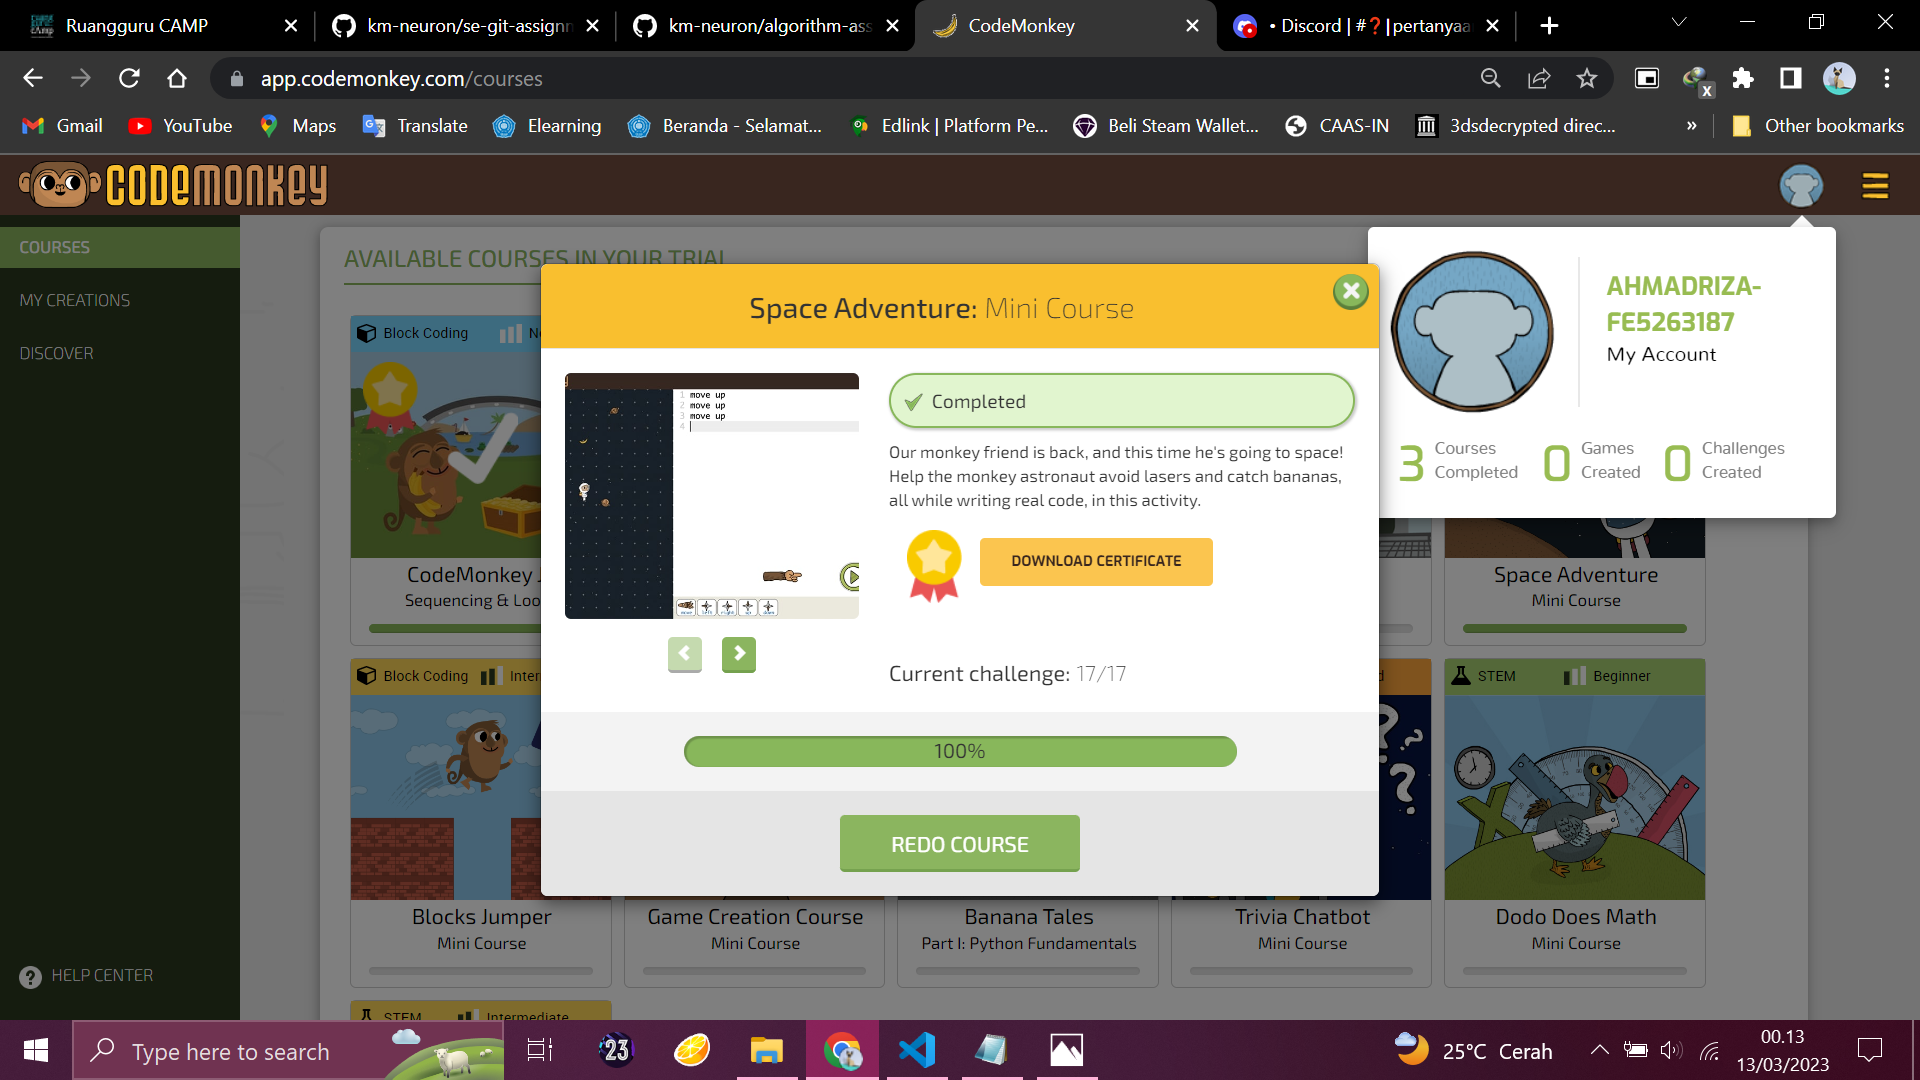 Ruangguru CAMP
km-neuron/se-git-assignn
km-neuron/algorithm-ass
CodeMonkey
• Discord | #❓|pertanyaa
app.codemonkey.com/courses
Gmail
YouTube
Maps
Translate
Elearning
Beranda - Selamat...
Edlink | Platform Pe...
Beli Steam Wallet...
CAAS-IN
3dsdecrypted direc...
»
Other bookmarks
CODEMONKEY
COURSES
MY CREATIONS
DISCOVER
HELP CENTER
AVAILABLE COURSES IN YOUR TRIAL
AHMADRIZA-
FE5263187
My Account
3 Courses Completed
0 Games Created
0 Challenges Created
Space Adventure: Mini Course
1 move up
2 move up
3 move up
4
Completed
Our monkey friend is back, and this time he's going to space!
Help the monkey astronaut avoid lasers and catch bananas,
all while writing real code, in this activity.
DOWNLOAD CERTIFICATE
Current challenge: 17/17
100%
REDO COURSE
Block Coding
CodeMonkey J
Sequencing & Loo
Space Adventure
Mini Course
Block Coding
Inter
STEM
Beginner
Blocks Jumper
Mini Course
Game Creation Course
Mini Course
Banana Tales
Part I: Python Fundamentals
Trivia Chatbot
Mini Course
Dodo Does Math
Mini Course
STEM
Intermediate
Type here to search
23
25°C Cerah
00.13
13/03/2023